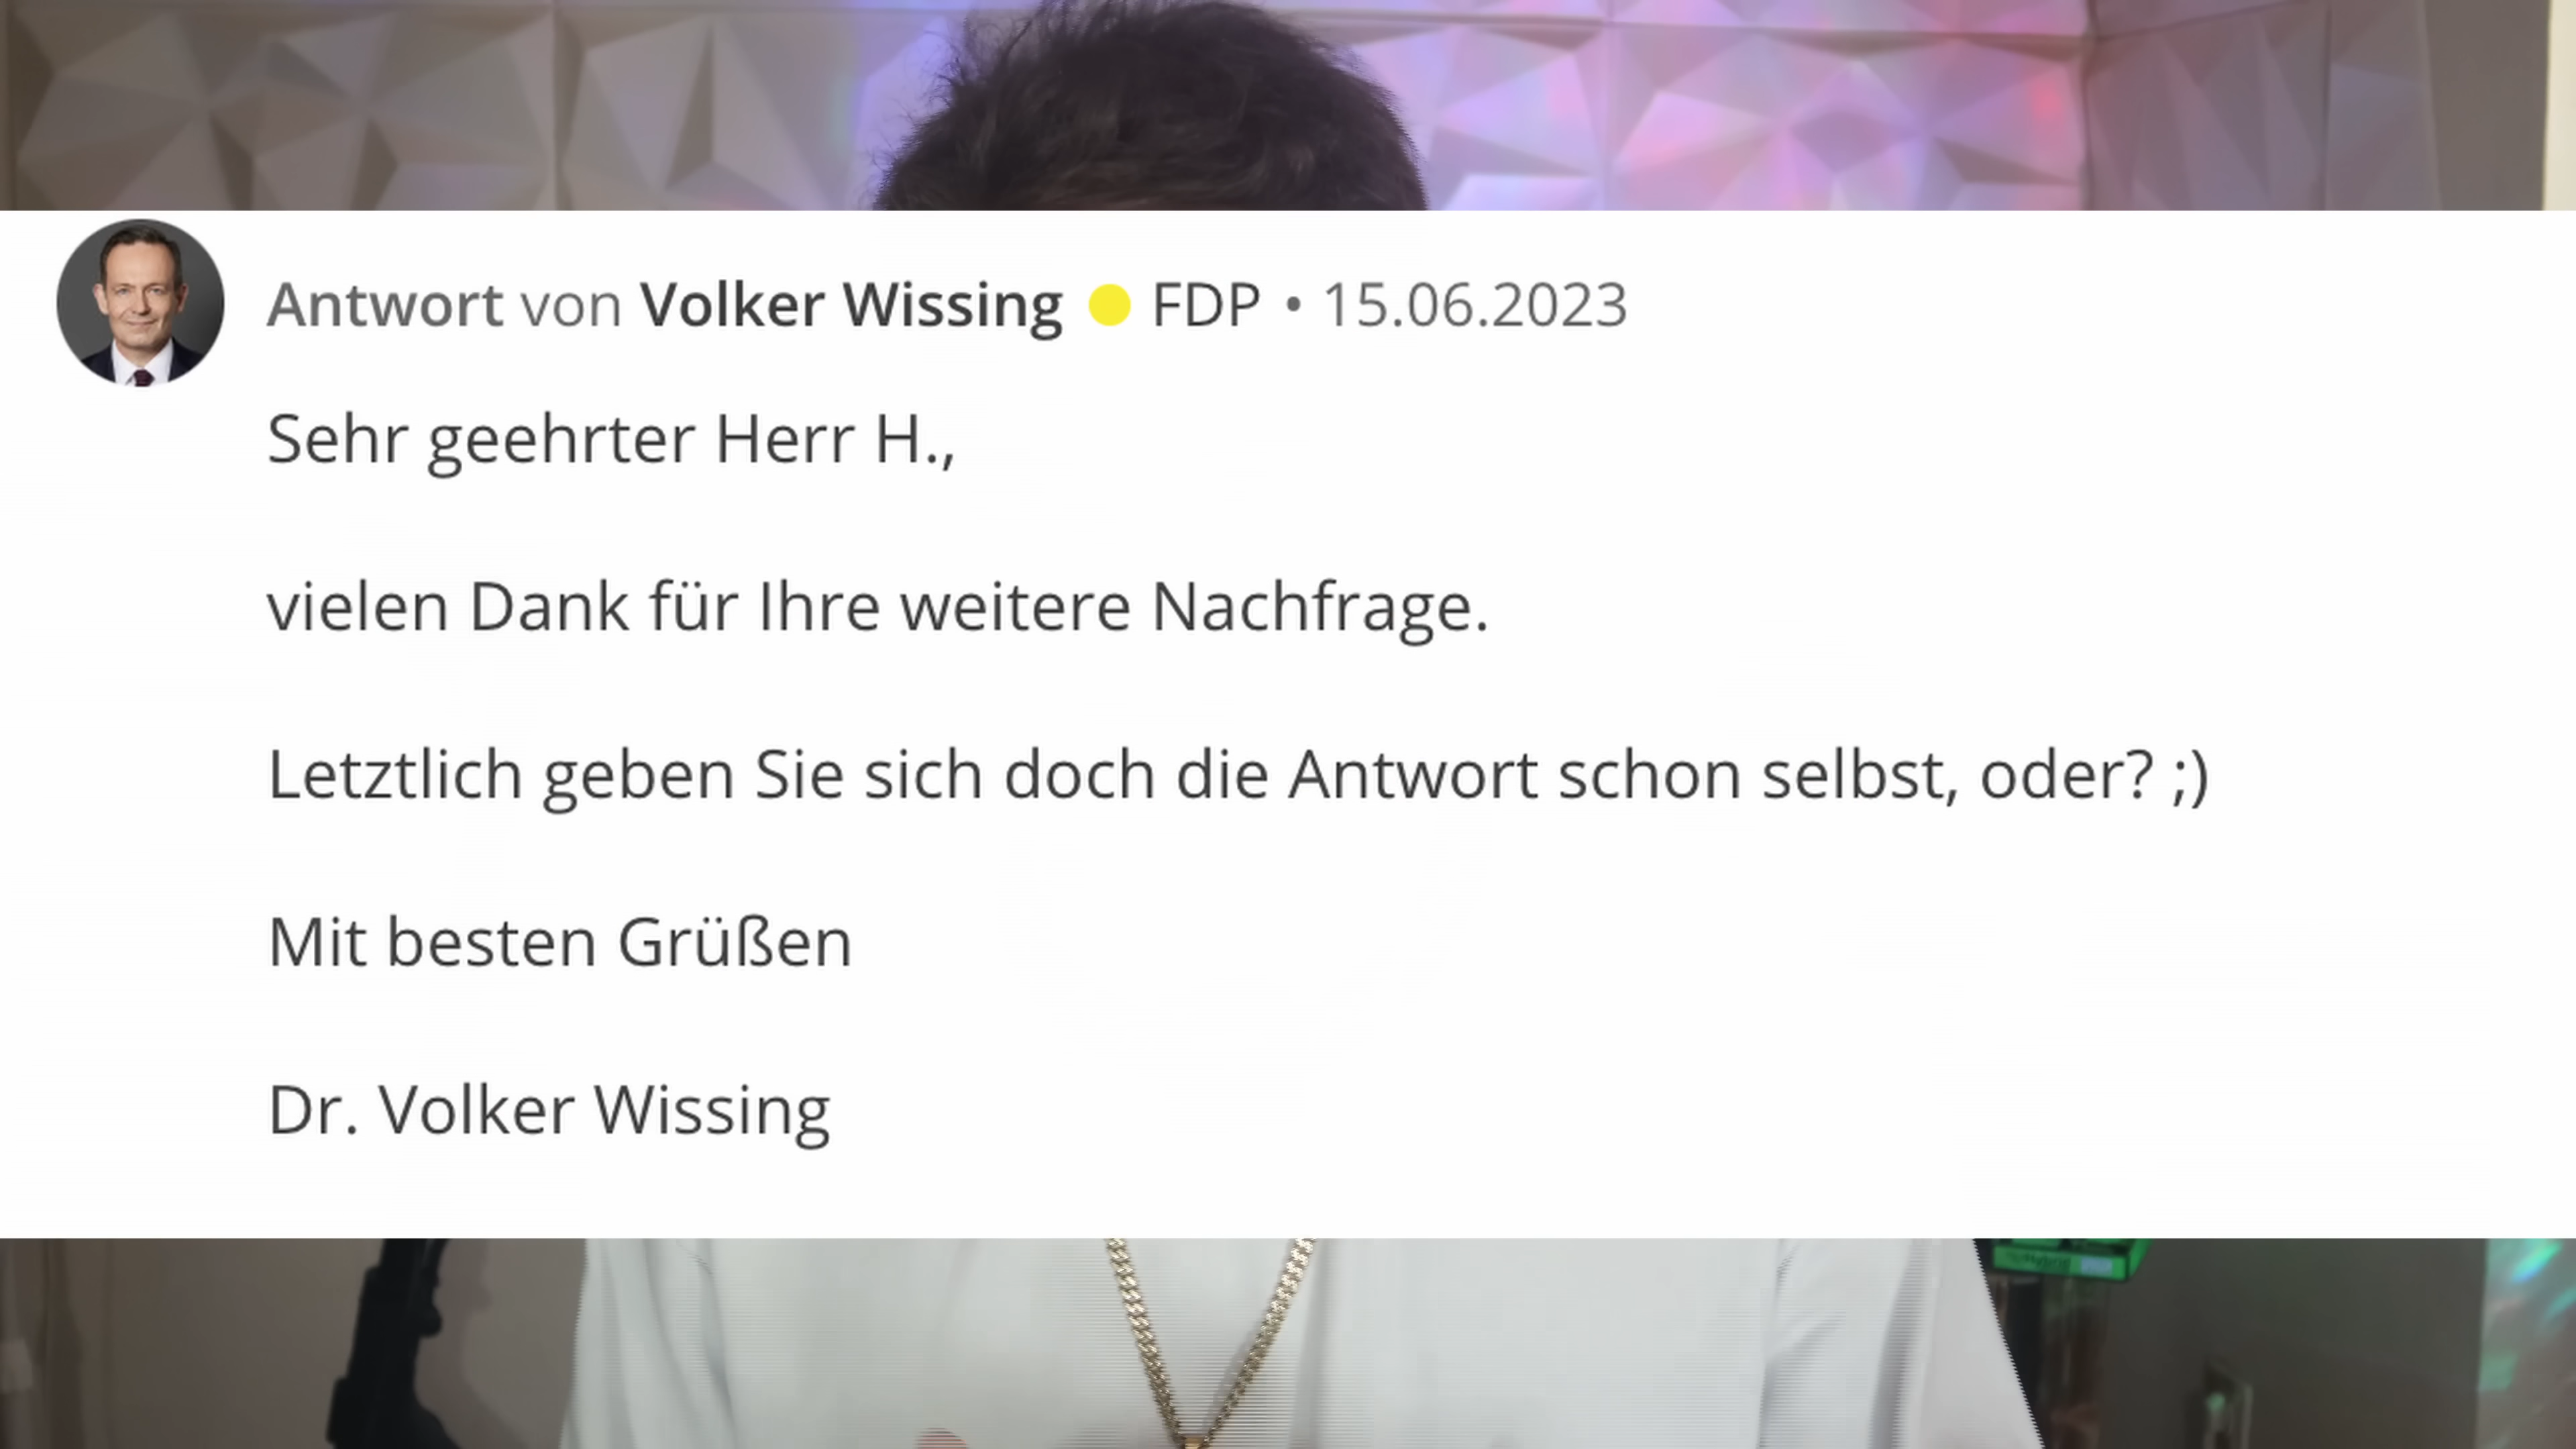 Antwort von Volker Wissing FDP • 15.06.2023
Sehr geehrter Herr H.,
vielen Dank für Ihre weitere Nachfrage.
Letztlich geben Sie sich doch die Antwort schon selbst, oder? ;)
Mit besten Grüßen
Dr. Volker Wissing